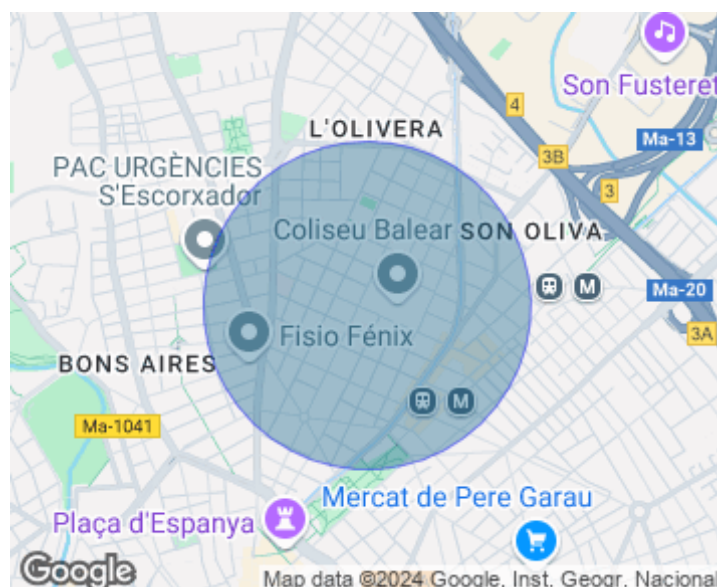 Son Fusteret
4
L'OLIVERA
3B
Ma-13
PAC URGÈNCIES
S'Escorxador
3
Coliseu Balear
SON OLIVA
M
Ma-20
3A
Fisio Fénix
BONS AIRES
M
Ma-1041
Mercat de Pere Garau
Plaça d'Espanya
Google
Map data ©2024 Google, Inst. Geogr. Nacional